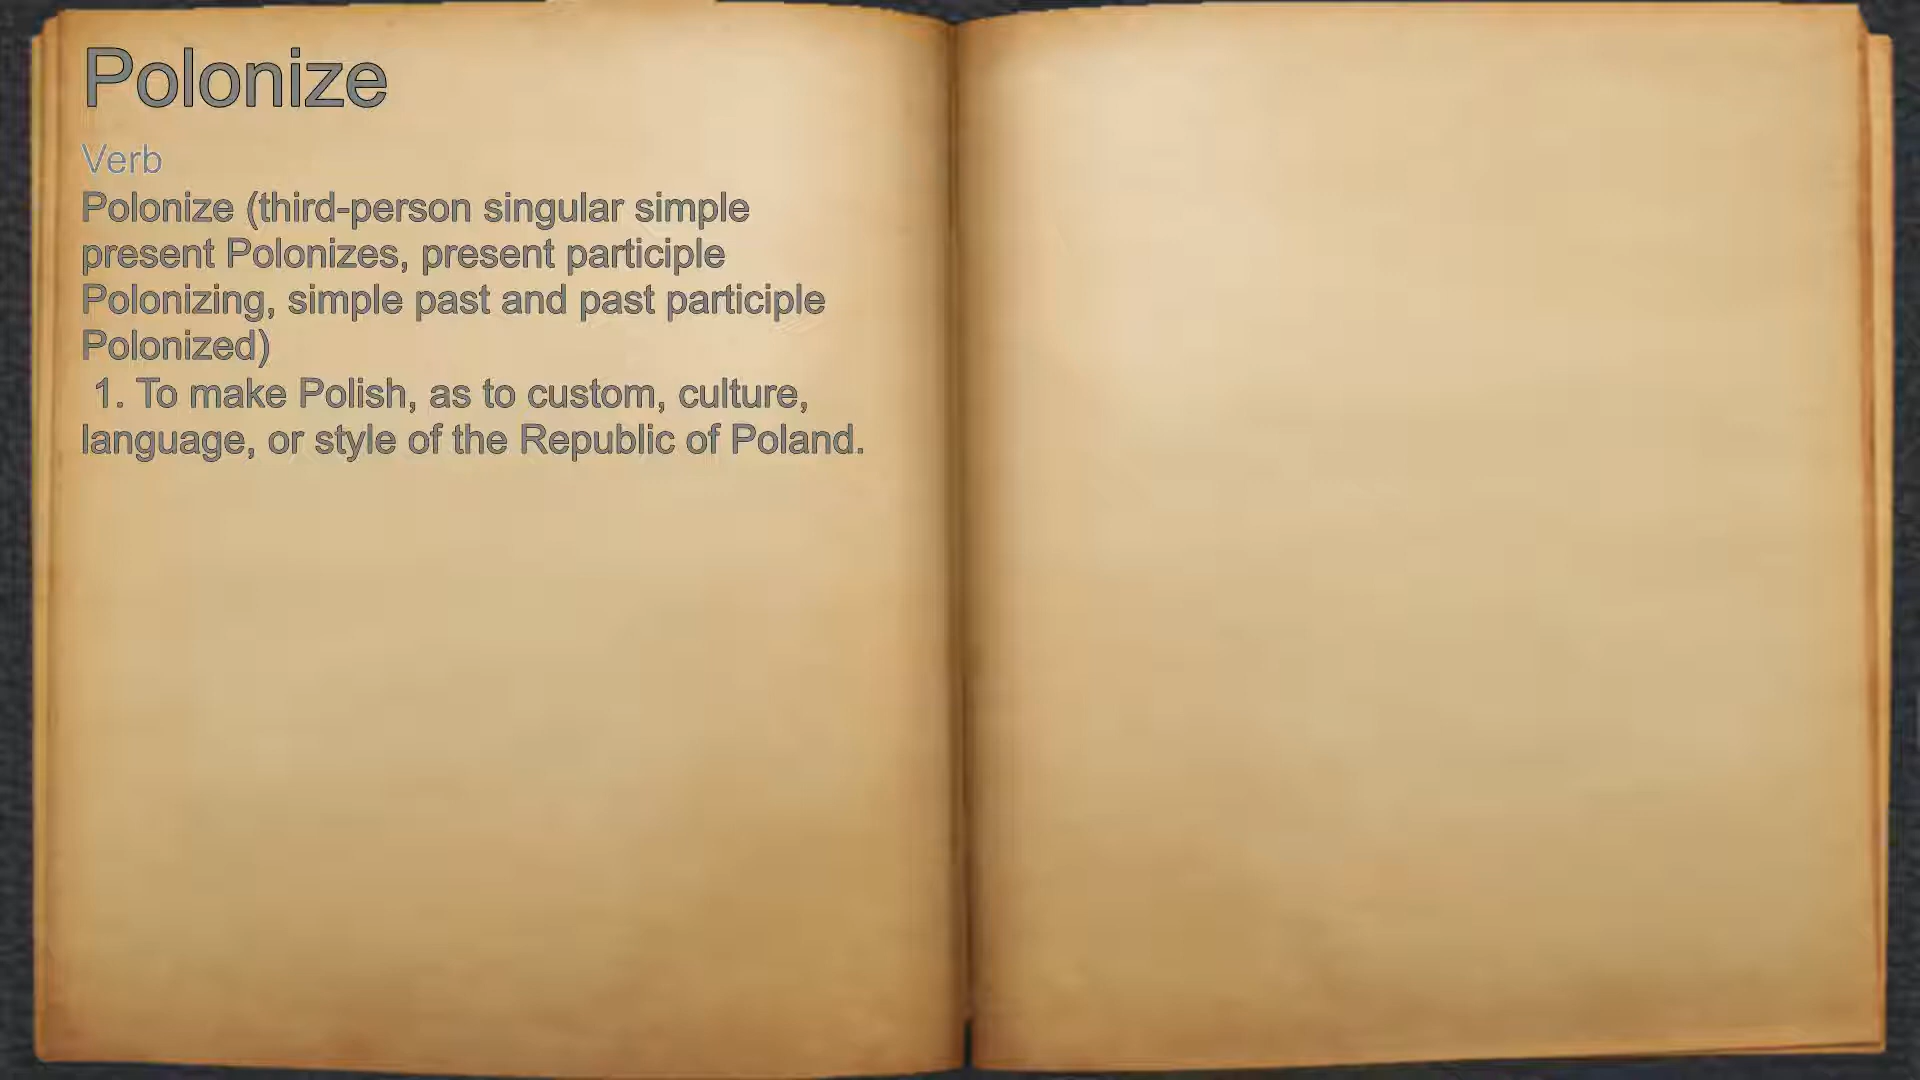 Polonize
Verb
Polonize (third-person singular simple
present Polonizes, present participle
Polonizing, simple past and past participle
Polonized)
1. To make Polish, as to custom, culture,
language, or style of the Republic of Poland.